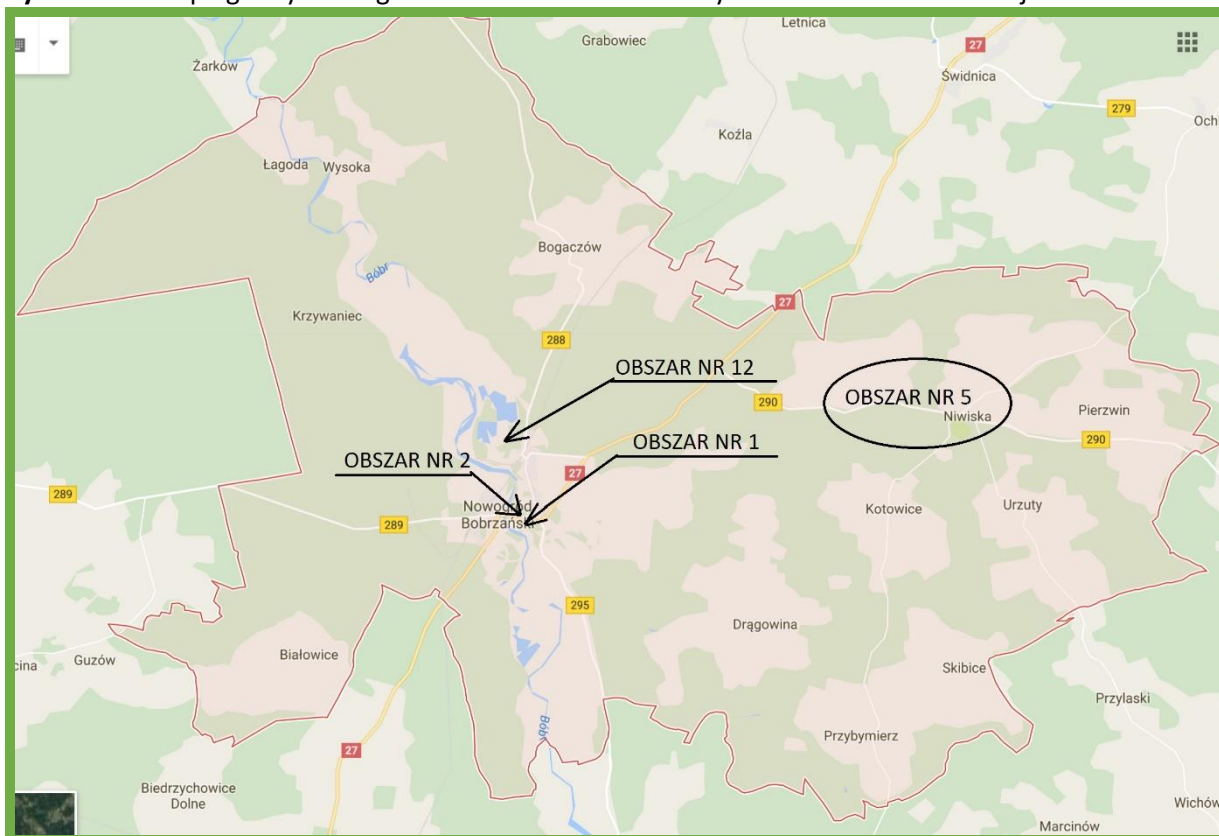 Letnica
Grabowiec
27
Żarków
Świdnica
279
Och
Koźla
Łagoda
Wysoka
Bogaczów
Bóbr
27
Krzywaniec
288
OBSZAR NR 12
290
OBSZAR NR 5
Niwiska
Pierzwin
OBSZAR NR 1
290
OBSZAR NR 2
27
289
Nowogród
Bobrzański
289
Kotowice
Urzuty
295
Drągowina
Białowice
Guzów
cina
Skibice
Przylaski
Bóbr
Przybymierz
27
Biedrzychowice
Dolne
Wichów
Marcinów